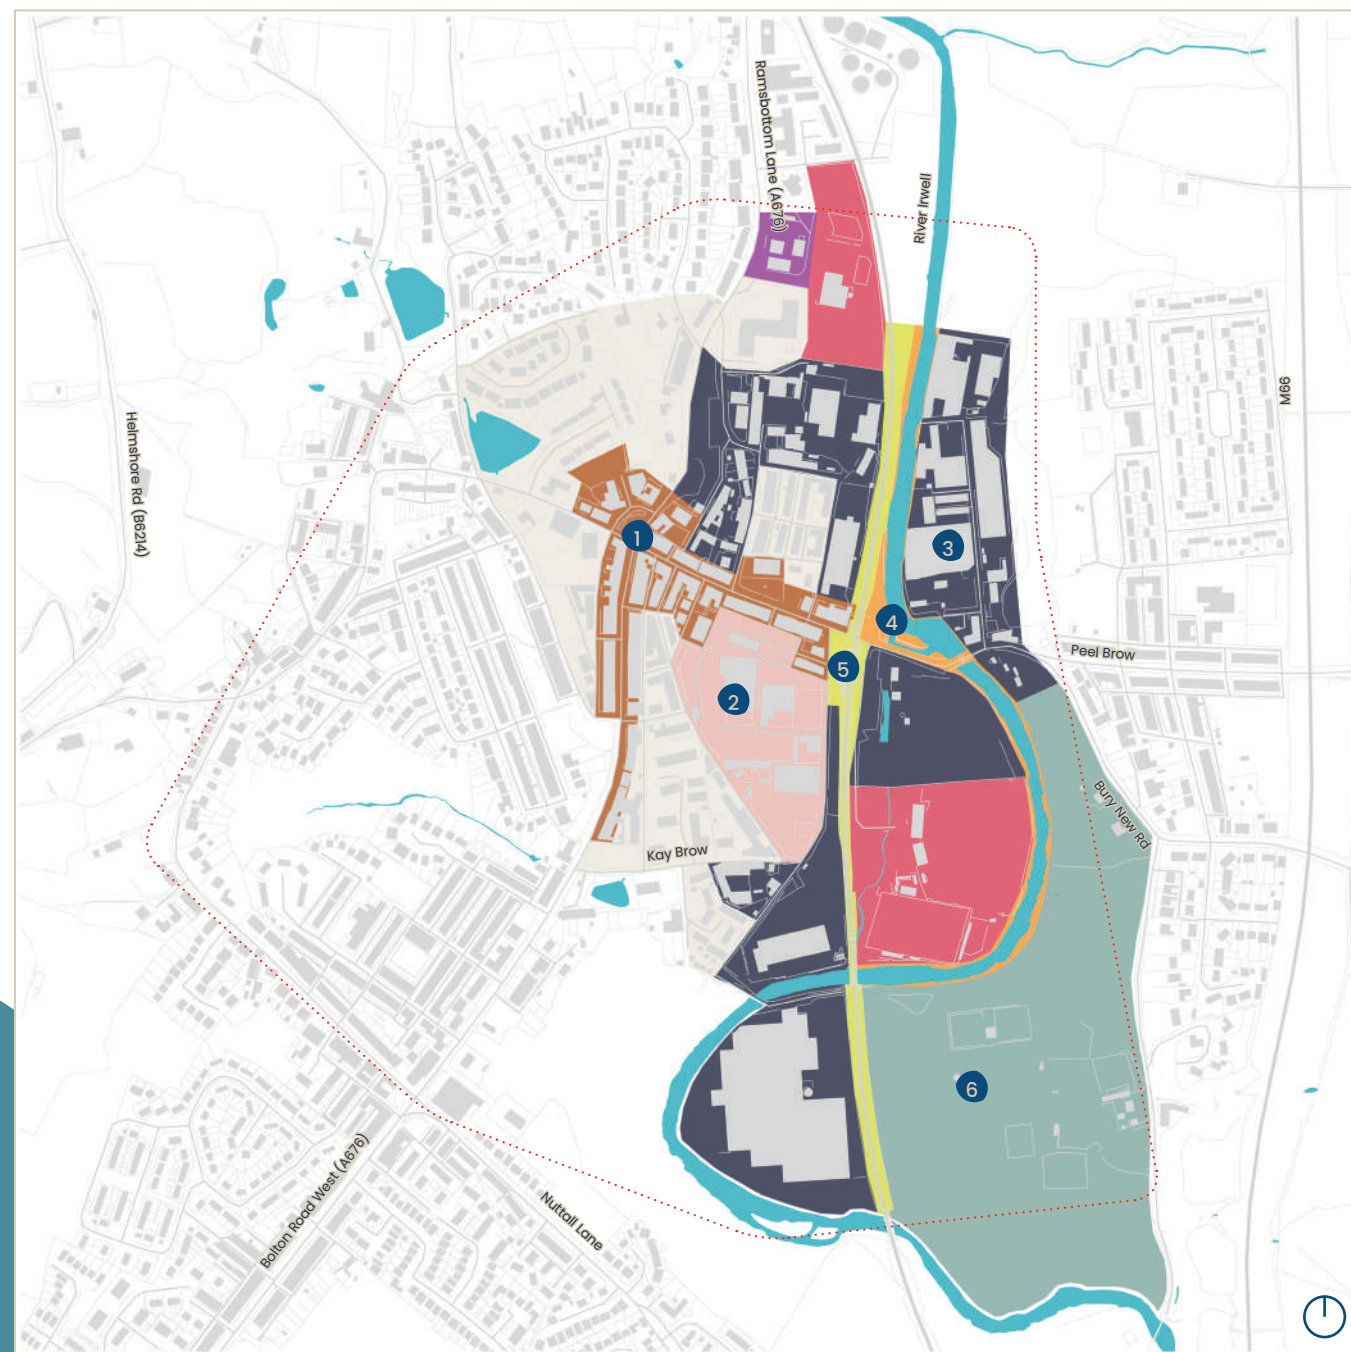 Ramsbottom Lane (A676)
River Irwell
M66
Helmshore Rd (B6214)
1
3
4
Peel Brow
5
2
Bury New Rd
Kay Brow
6
Bolton Road West (A676)
Nuttall Lane